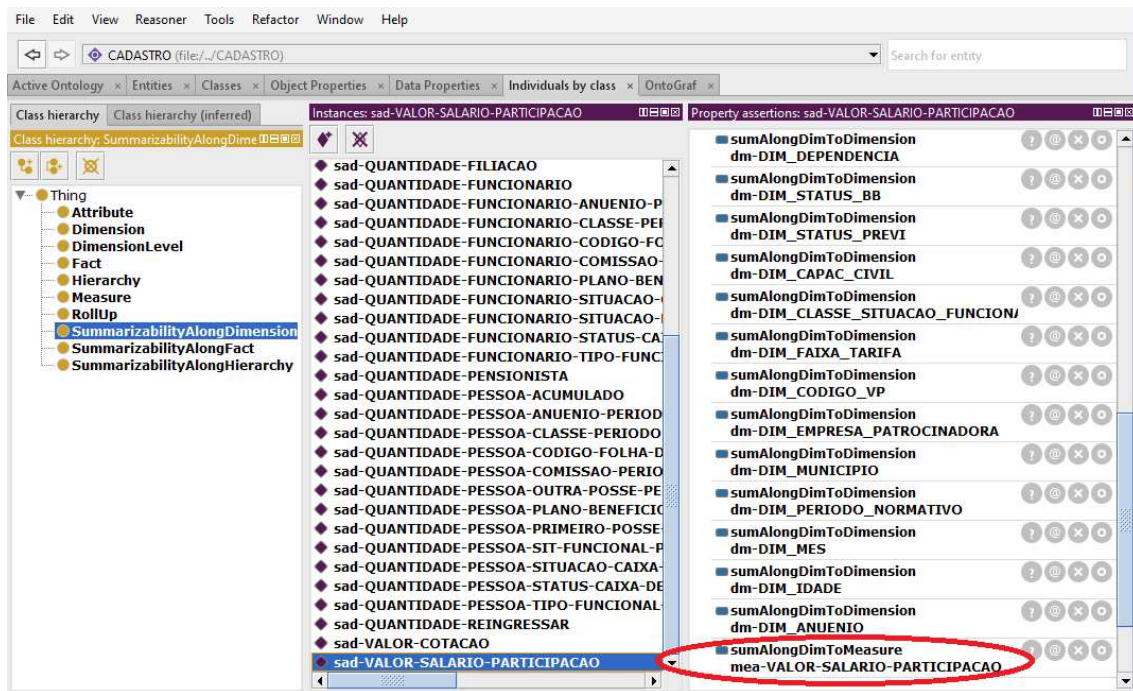 File Edit View Reasoner Tools Refactor Window Help
CADASTRO (file:/../CADASTRO)
Search for entity
Active Ontology × Entities × Classes × Object Properties × Data Properties × Individuals by class × OntoGraf ×
Class hierarchy Class hierarchy (inferred)
Class hierarchy: SummarizabilityAlongDime
Thing
Attribute
Dimension
DimensionLevel
Fact
Hierarchy
Measure
RollUp
SummarizabilityAlongDimension
SummarizabilityAlongFact
SummarizabilityAlongHierarchy
Instances: sad-VALOR-SALARIO-PARTICIPACAO
sad-QUANTIDADE-FILIACAO
sad-QUANTIDADE-FUNCIONARIO
sad-QUANTIDADE-FUNCIONARIO-ANUENIO-P
sad-QUANTIDADE-FUNCIONARIO-CLASSE-PEI
sad-QUANTIDADE-FUNCIONARIO-CODIGO-FC
sad-QUANTIDADE-FUNCIONARIO-COMISSAO-
sad-QUANTIDADE-FUNCIONARIO-PLANO-BEN
sad-QUANTIDADE-FUNCIONARIO-SITUACAO-
sad-QUANTIDADE-FUNCIONARIO-SITUACAO-
sad-QUANTIDADE-FUNCIONARIO-STATUS-CA
sad-QUANTIDADE-FUNCIONARIO-TIPO-FUNC
sad-QUANTIDADE-PENSIONISTA
sad-QUANTIDADE-PESSOA-ACUMULADO
sad-QUANTIDADE-PESSOA-ANUENIO-PERIOD
sad-QUANTIDADE-PESSOA-CLASSE-PERIODO
sad-QUANTIDADE-PESSOA-CODIGO-FOLHA-D
sad-QUANTIDADE-PESSOA-COMISSAO-PERIO
sad-QUANTIDADE-PESSOA-OUTRA-POSSE-PE
sad-QUANTIDADE-PESSOA-PLANO-BENEFICIO
sad-QUANTIDADE-PESSOA-PRIMEIRO-POSSE
sad-QUANTIDADE-PESSOA-SIT-FUNCIONAL-P
sad-QUANTIDADE-PESSOA-SITUACAO-CAIXA-
sad-QUANTIDADE-PESSOA-STATUS-CAIXA-DE
sad-QUANTIDADE-PESSOA-TIPO-FUNCIONAL
sad-QUANTIDADE-REINGRESSAR
sad-VALOR-COTACAO
sad-VALOR-SALARIO-PARTICIPACAO
Property assertions: sad-VALOR-SALARIO-PARTICIPACAO
sumAlongDimToDimension
dm-DIM_DEPENDENCIA
sumAlongDimToDimension
dm-DIM_STATUS_BB
sumAlongDimToDimension
dm-DIM_STATUS_PREVI
sumAlongDimToDimension
dm-DIM_CAPAC_CIVIL
sumAlongDimToDimension
dm-DIM_CLASSE_SITUACAO_FUNCION
sumAlongDimToDimension
dm-DIM_FAIXA_TARIFA
sumAlongDimToDimension
dm-DIM_CODIGO_VP
sumAlongDimToDimension
dm-DIM_EMPRESA_PATROCINADORA
sumAlongDimToDimension
dm-DIM_MUNICIPIO
sumAlongDimToDimension
dm-DIM_PERIODO_NORMATIVO
sumAlongDimToDimension
dm-DIM_MES
sumAlongDimToDimension
dm-DIM_IDADE
sumAlongDimToDimension
dm-DIM_ANUENIO
sumAlongDimToMeasure
mea-VALOR-SALARIO-PARTICIPACAO